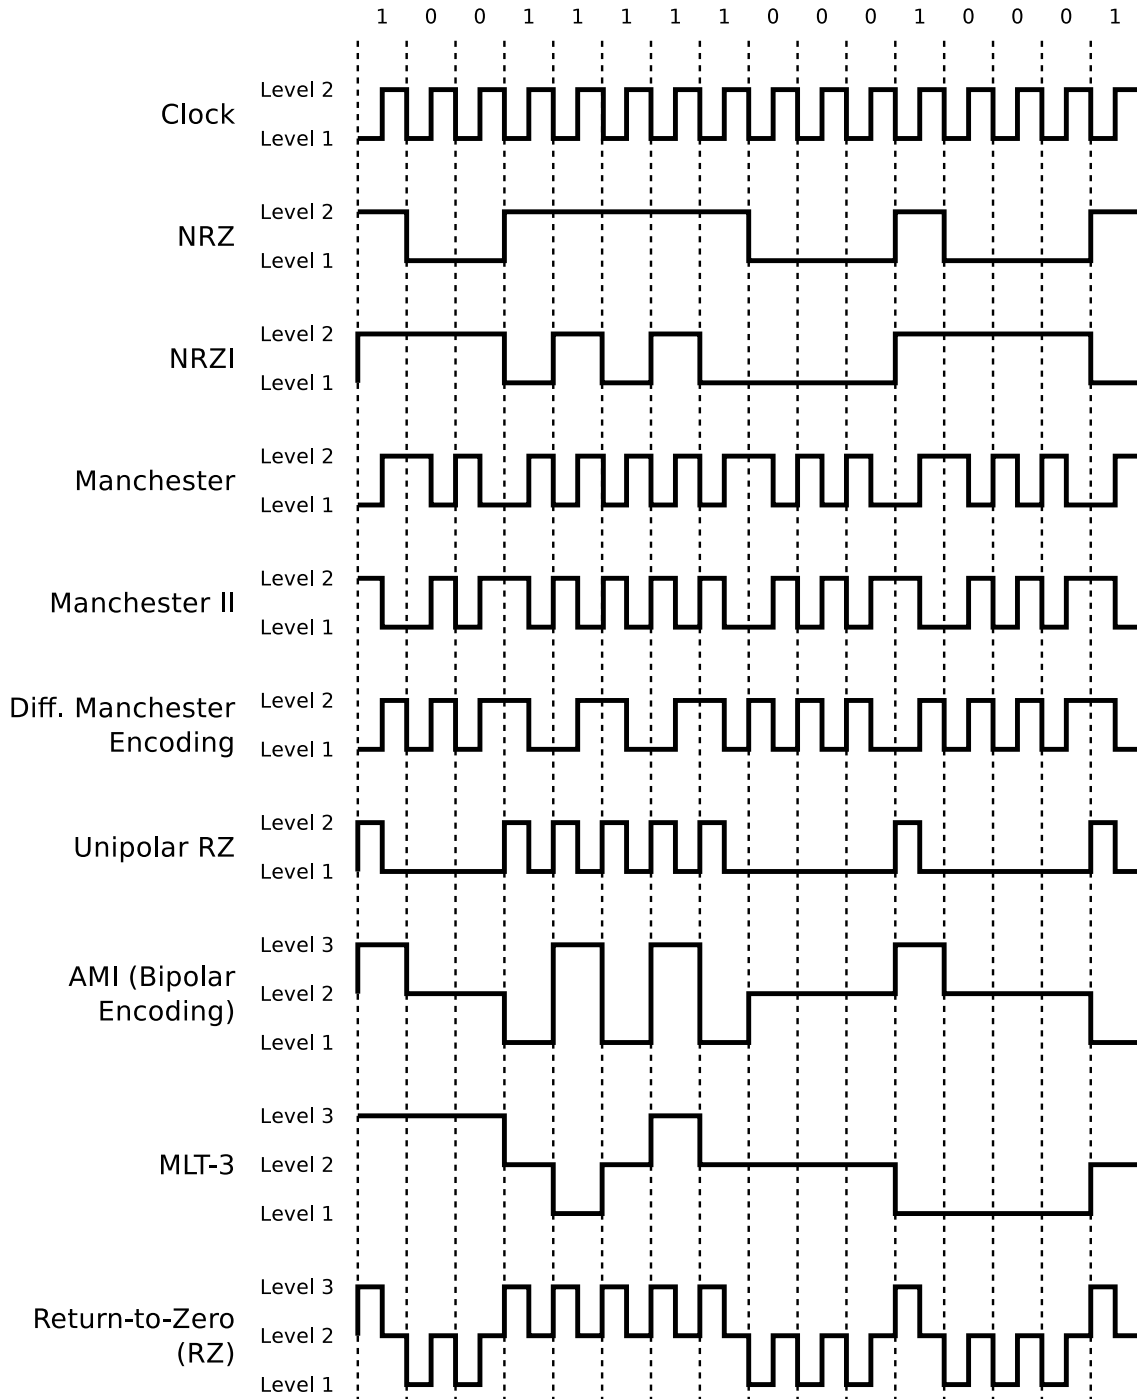 1 0 0 1 1 1 1 1 0 0 0 1 0 0 0 1
Clock
Level 2
Level 1
NRZ
Level 2
Level 1
NRZI
Level 2
Level 1
Manchester
Level 2
Level 1
Manchester II
Level 2
Level 1
Diff. Manchester
Encoding
Level 2
Level 1
Unipolar RZ
Level 2
Level 1
AMI (Bipolar
Encoding)
Level 3
Level 2
Level 1
MLT-3
Level 3
Level 2
Level 1
Return-to-Zero
(RZ)
Level 3
Level 2
Level 1